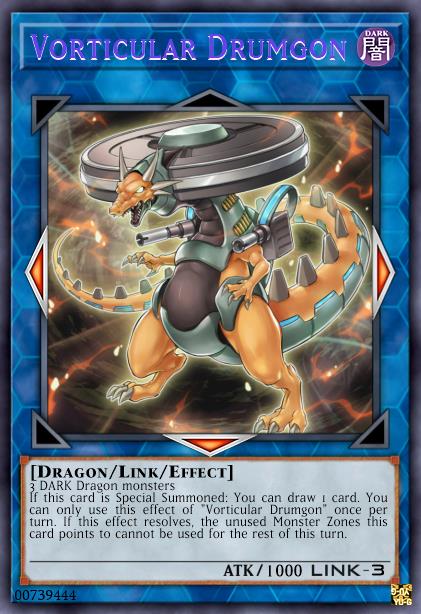 VORTICULAR DRUMGON
DARK
闇
[DRAGON/LINK/EFFECT]
3 DARK Dragon monsters
If this card is Special Summoned: You can draw 1 card. You
can only use this effect of "Vorticular Drumgon" once per
turn. If this effect resolves, the unused Monster Zones this
card points to cannot be used for the rest of this turn.
ATK/1000 LINK-3
00739444